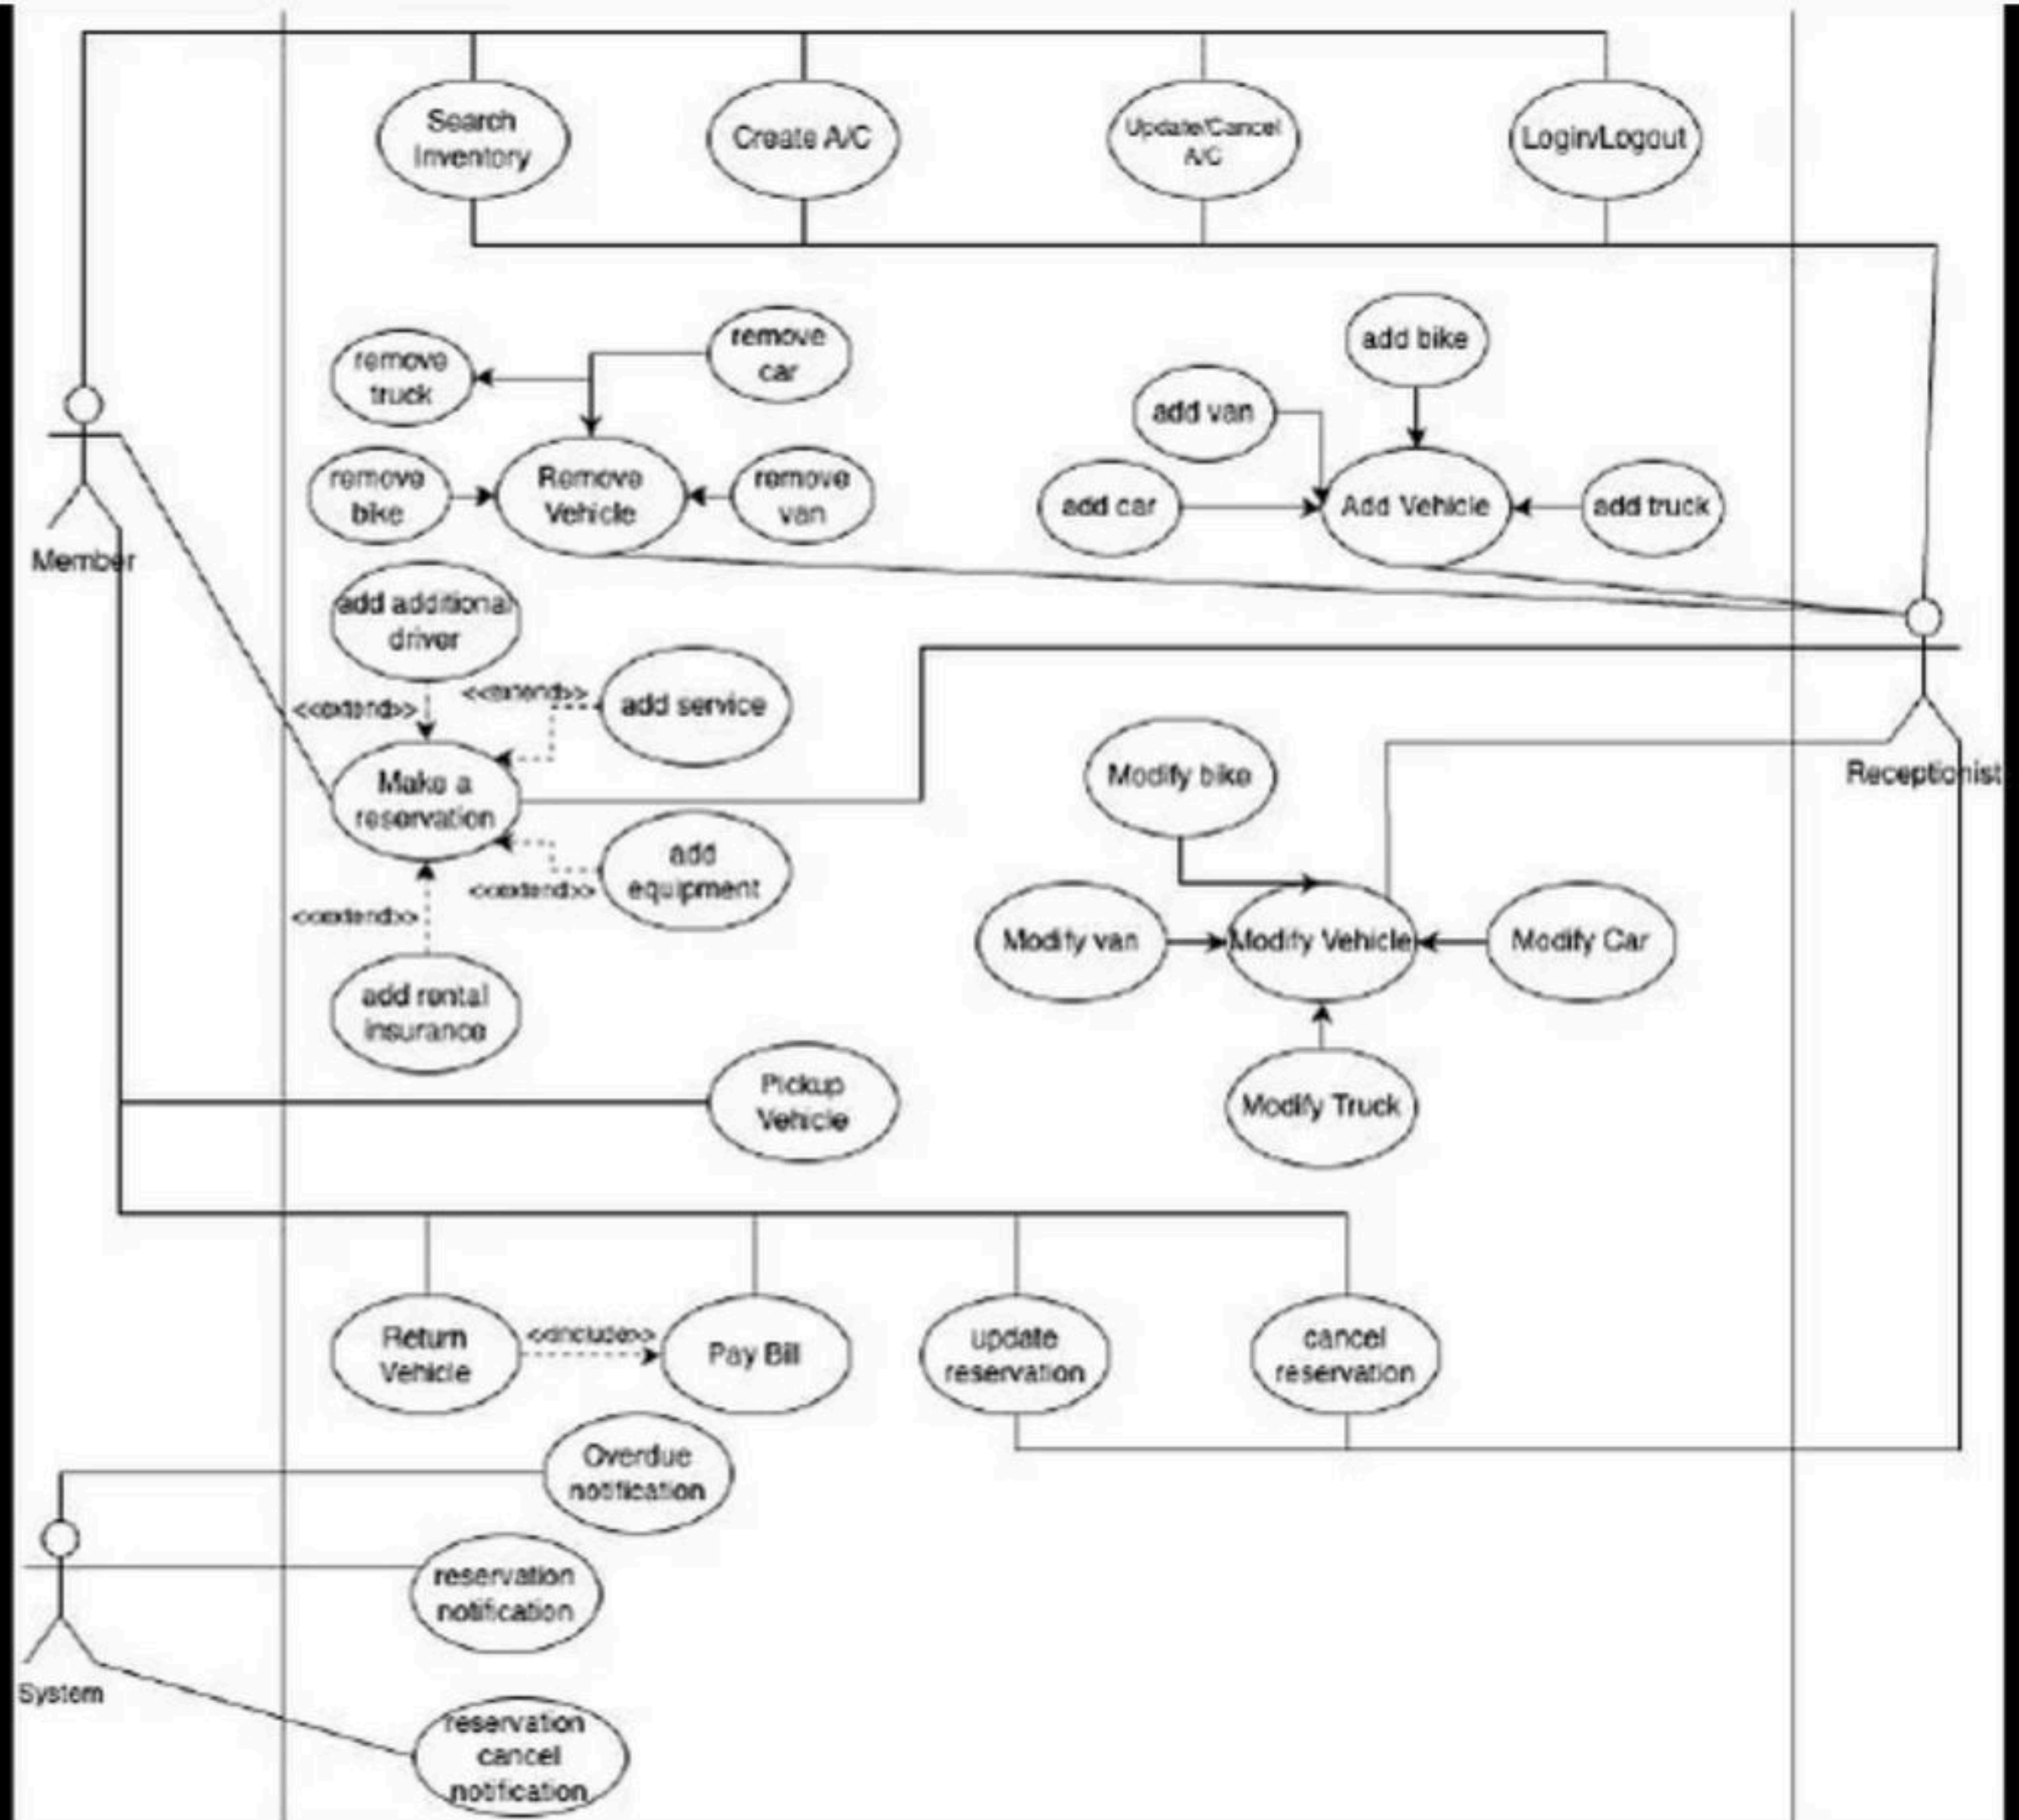 Search
Inventory
Create A/C
Update/Cancel
A/C
Login/Logout
remove
truck
remove
car
remove
bike
Remove
Vehicle
remove
van
add bike
add van
add car
Add Vehicle
add truck
Member
add additional
driver
<<extend>>
<<extend>>
add service
Make a
reservation
add
equipment
<<extend>>
<<extend>>
add rental
insurance
Receptionist
Modify bike
Modify van
Modify Vehicle
Modify Car
Modify Truck
Pickup
Vehicle
Return
Vehicle
<<include>>
Pay Bill
update
reservation
cancel
reservation
Overdue
notification
reservation
notification
System
reservation
cancel
notification